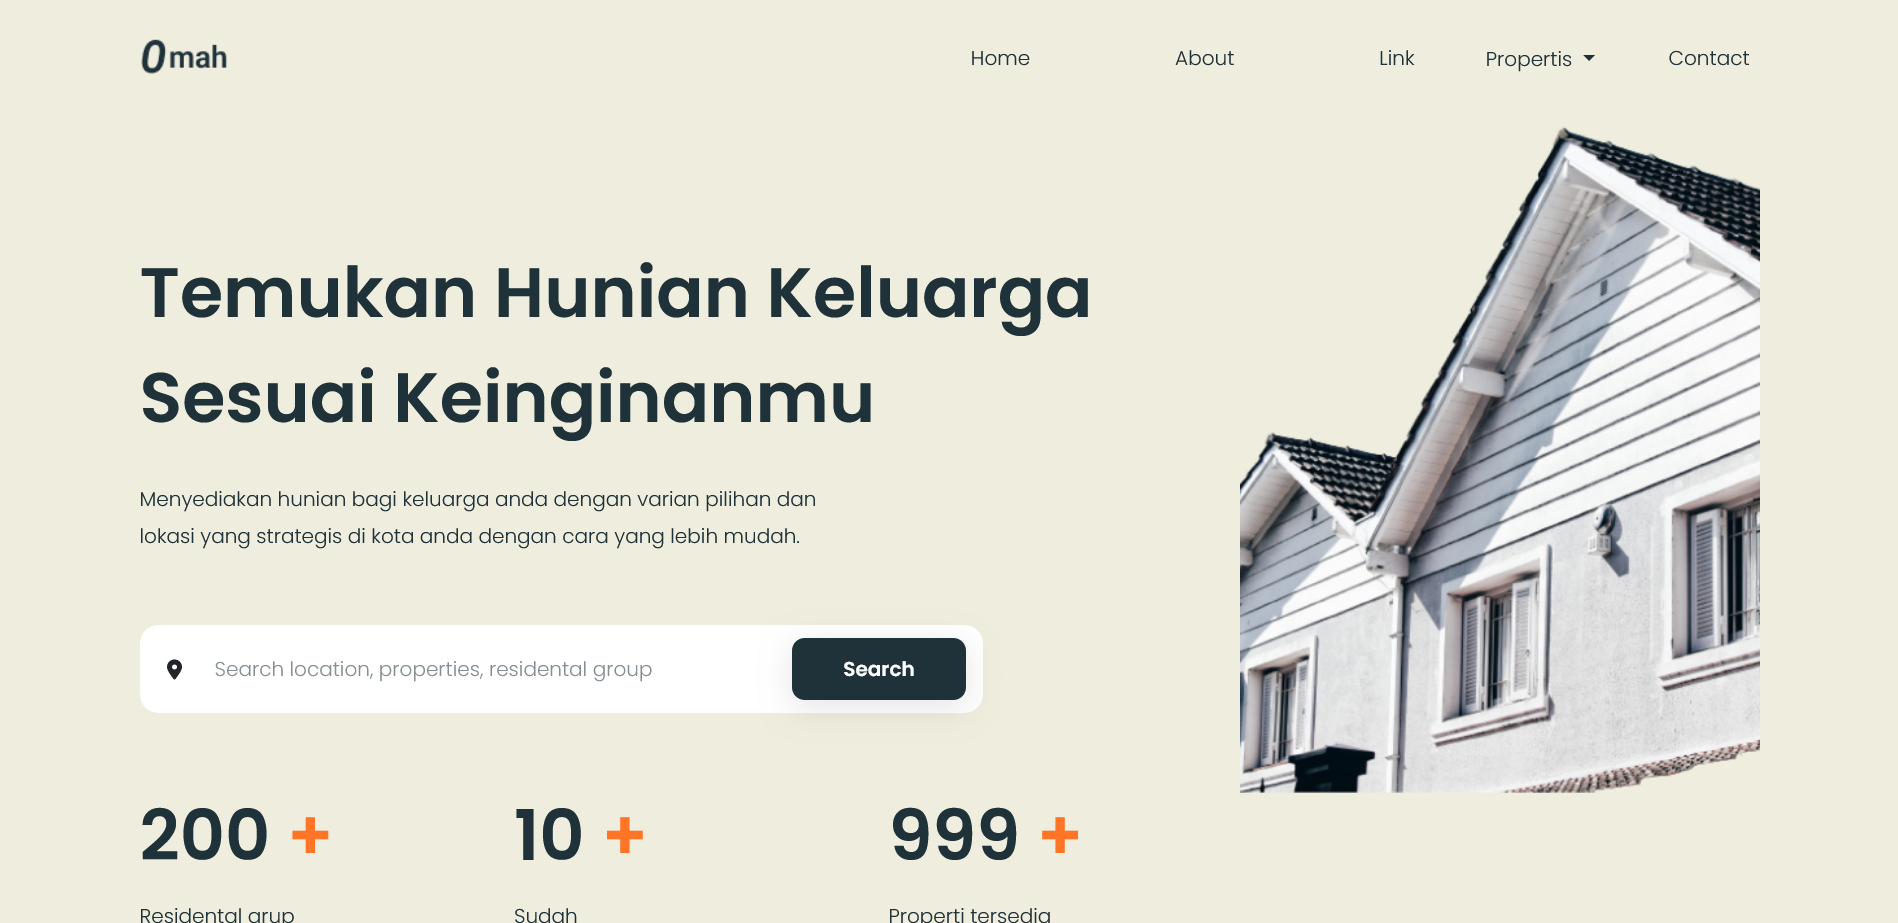 Omah
Home About Link Propertis Contact
Temukan Hunian Keluarga
Sesuai Keinginanmu
Menyediakan hunian bagi keluarga anda dengan varian pilihan dan
lokasi yang strategis di kota anda dengan cara yang lebih mudah.
Search location, properties, residental group Search
200 + 10 + 999 +
Residental grup Sudah Properti tersedia